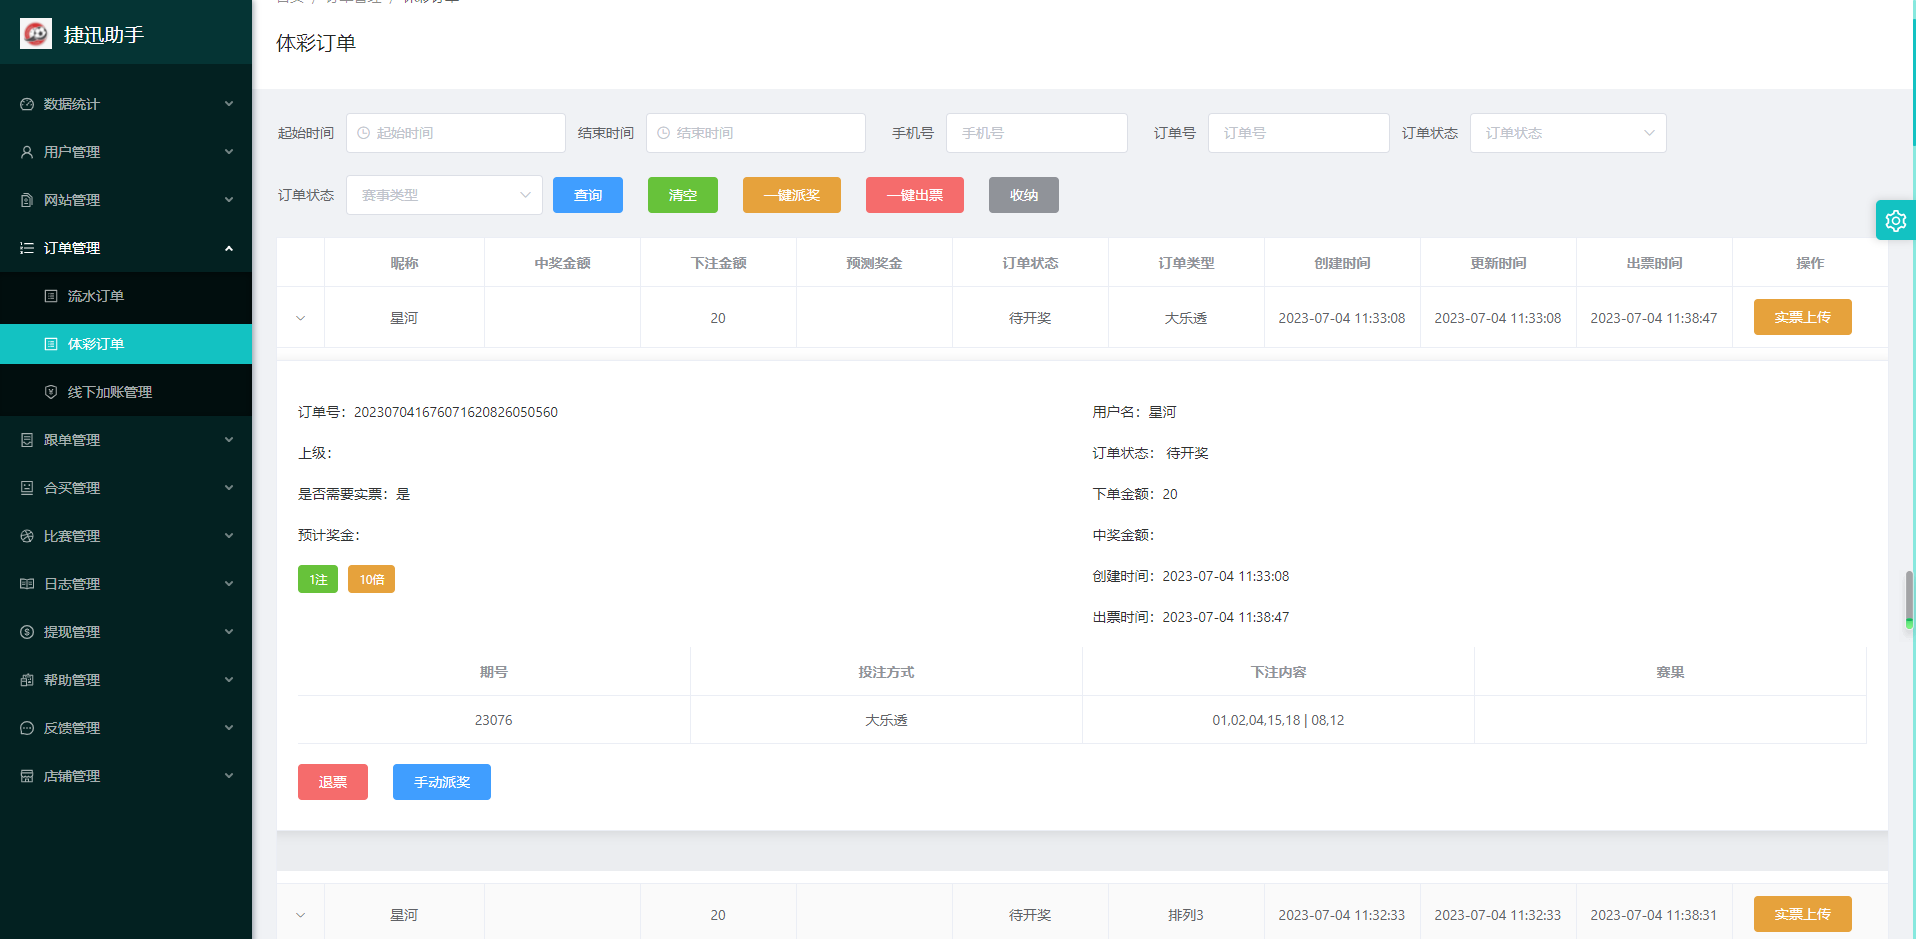 捷迅助手
数据统计
用户管理
网站管理
订单管理
流水订单
体彩订单
线下加账管理
跟单管理
合买管理
比赛管理
日志管理
提现管理
帮助管理
反馈管理
店铺管理
首页 / 订单管理 / 体彩订单
体彩订单
起始时间 起始时间 结束时间 结束时间 手机号 手机号 订单号 订单号 订单状态 订单状态
订单状态 赛事类型 查询 清空 一键派奖 一键出票 收纳
昵称 中奖金额 下注金额 预测奖金 订单状态 订单类型 创建时间 更新时间 出票时间 操作
星河 20 待开奖 大乐透 2023-07-04 11:33:08 2023-07-04 11:33:08 2023-07-04 11:38:47 实票上传
订单号：202307041676071620826050560 用户名：星河
上级： 订单状态： 待开奖
是否需要实票：是 下单金额：20
预计奖金： 中奖金额：
1注 10倍 创建时间：2023-07-04 11:33:08
出票时间：2023-07-04 11:38:47
期号 投注方式 下注内容 赛果
23076 大乐透 01,02,04,15,18 | 08,12
退票 手动派奖
星河 20 待开奖 排列3 2023-07-04 11:32:33 2023-07-04 11:32:33 2023-07-04 11:38:31 实票上传